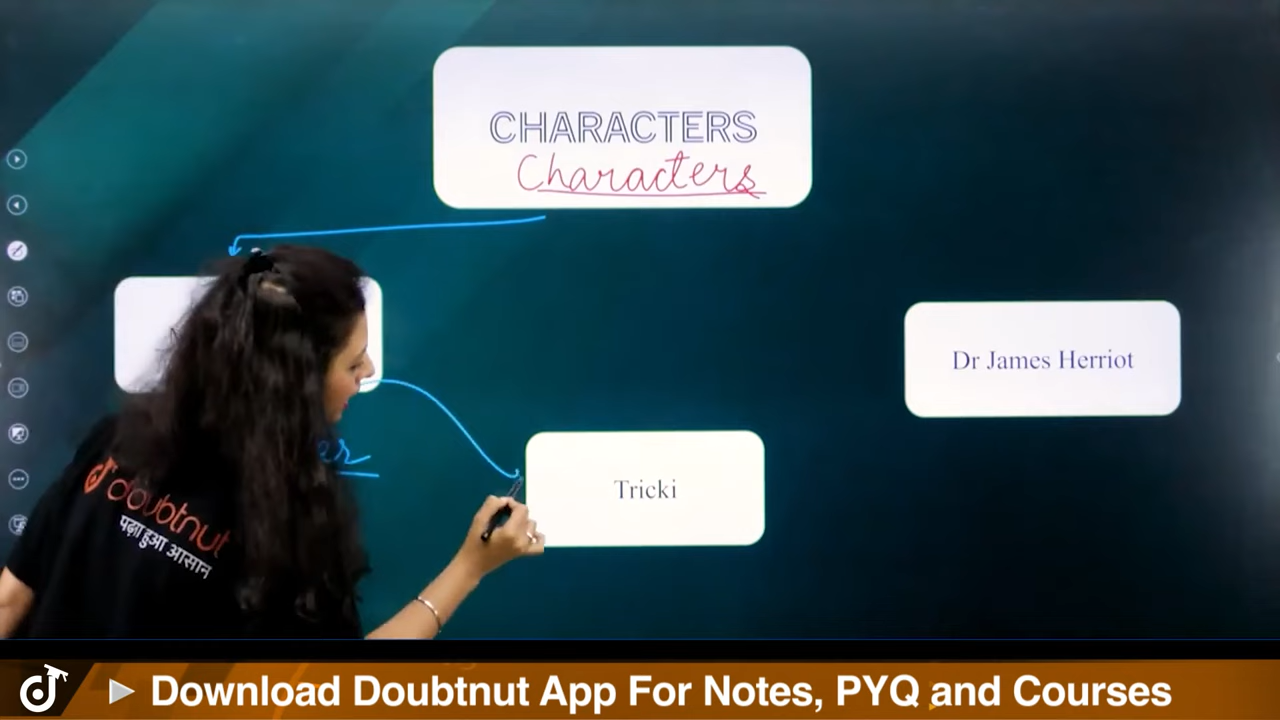 CHARACTERS
Characters
Dr James Herriot
Tricki
doubtnut
पढ़ा हुआ आसान
Download Doubtnut App For Notes, PYQ and Courses